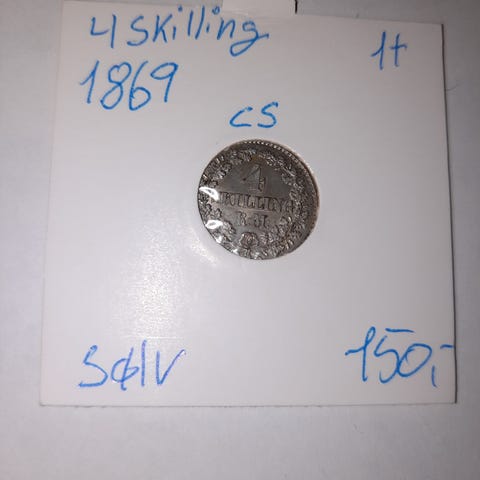 4 Skilling 1+
1869
CS
4
SKILLING
R.M.
Sølv 150,-